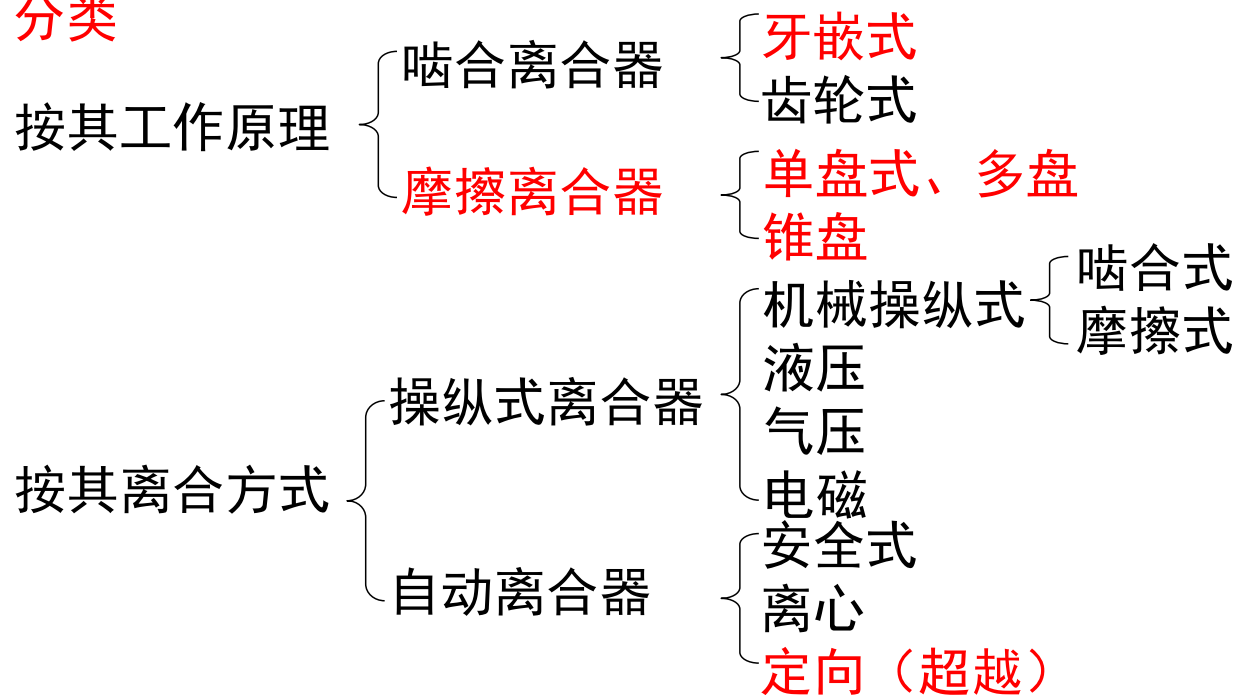 分类
按其工作原理
啮合离合器
牙嵌式
齿轮式
摩擦离合器
单盘式、多盘
锥盘
按其离合方式
操纵式离合器
机械操纵式
啮合式
摩擦式
液压
气压
电磁
自动离合器
安全式
离心
定向（超越）